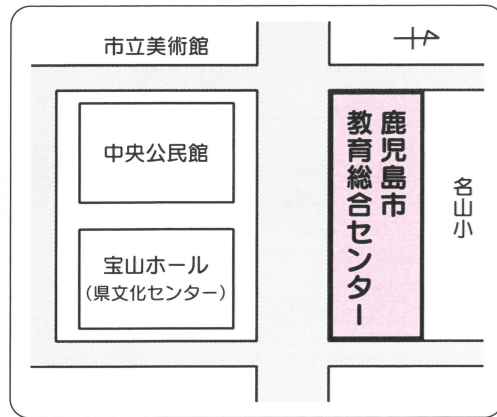 市立美術館
中央公民館
宝山ホール
(県文化センター)
鹿児島市
教育総合センター
名山小